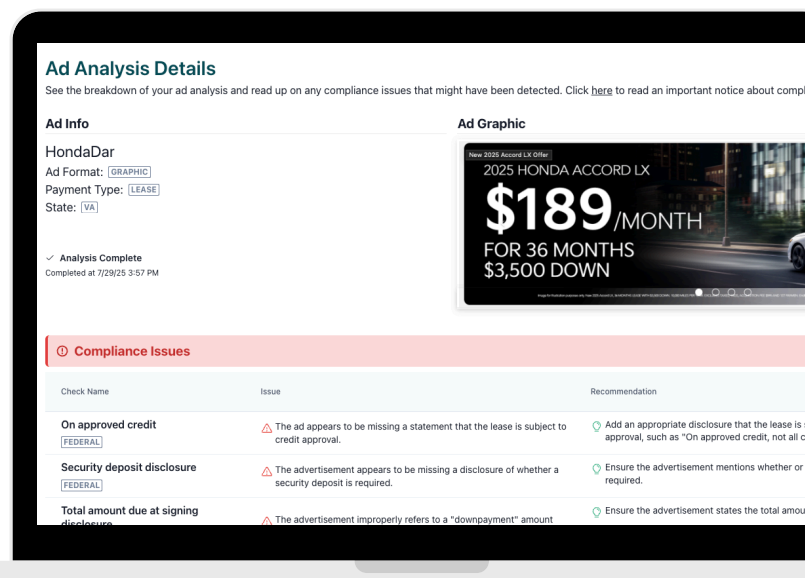 Ad Analysis Details
See the breakdown of your ad analysis and read up on any compliance issues that might have been detected. Click here to read an important notice about compl
Ad Info
Ad Graphic
HondaDar
Ad Format: GRAPHIC
Payment Type: LEASE
State: VA
Analysis Complete
Completed at 7/29/25 3:57 PM
New 2025 Accord LX Offer
2025 HONDA ACCORD LX
$189/MONTH
FOR 36 MONTHS
$3,500 DOWN
Compliance Issues
Check Name
Issue
Recommendation
On approved credit
FEDERAL
The ad appears to be missing a statement that the lease is subject to
credit approval.
Add an appropriate disclosure that the lease is s
approval, such as "On approved credit, not all c
Security deposit disclosure
FEDERAL
The advertisement appears to be missing a disclosure of whether a
security deposit is required.
Ensure the advertisement mentions whether or
required.
Total amount due at signing
disclosure
The advertisement improperly refers to a "downpayment" amount
Ensure the advertisement states the total amou